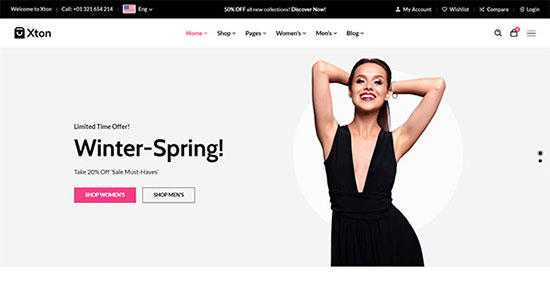 Welcome to Xton | Call: +01 321 654 214 | Eng 50% OFF all new collections! Discover Now! My Account | Wishlist | Compare | Login
Xton Home Shop Pages Women's Men's Blog
Limited Time Offer!
Winter-Spring!
Take 20% Off 'Sale Must-Haves'
SHOP WOMEN'S SHOP MEN'S